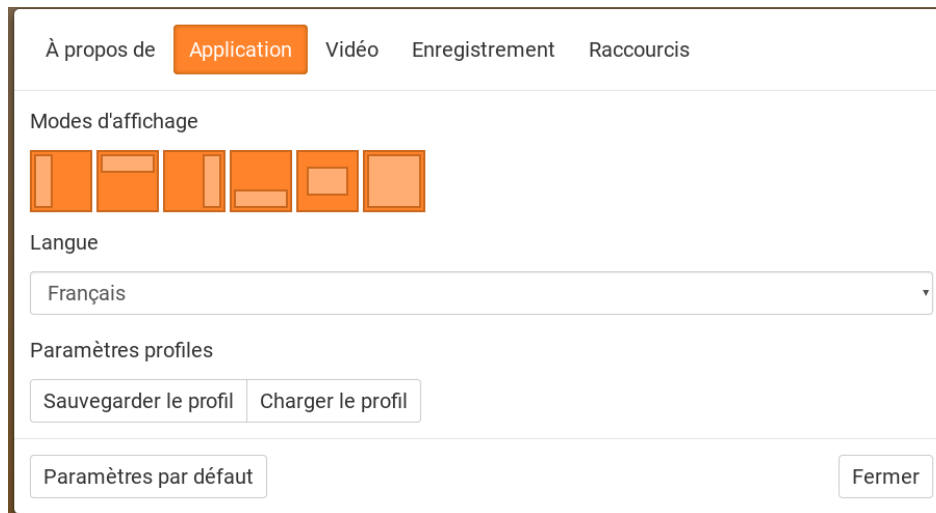 À propos de Application Vidéo Enregistrement Raccourcis
Modes d'affichage
Langue
Français
Paramètres profiles
Sauvegarder le profil Charger le profil
Paramètres par défaut Fermer